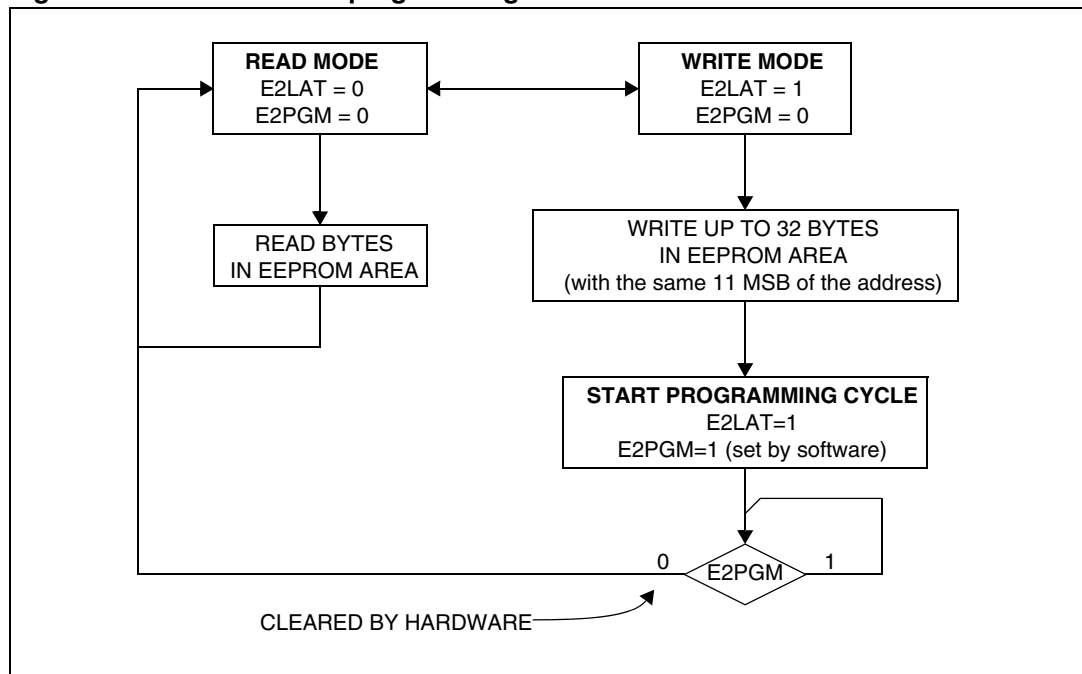 programming
READ MODE
E2LAT = 0
E2PGM = 0
WRITE MODE
E2LAT = 1
E2PGM = 0
READ BYTES
IN EEPROM AREA
WRITE UP TO 32 BYTES
IN EEPROM AREA
(with the same 11 MSB of the address)
START PROGRAMMING CYCLE
E2LAT=1
E2PGM=1 (set by software)
0
E2PGM
1
CLEARED BY HARDWARE